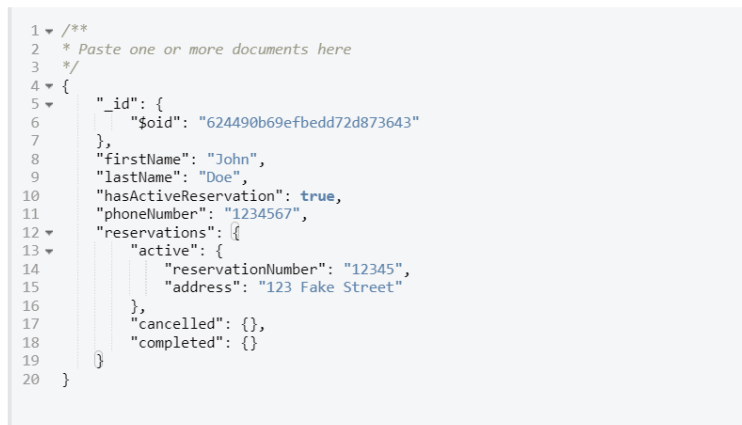 1 /**
2 * Paste one or more documents here
3 */
4 {
5 "_id": {
6 "$oid": "624490b69efbedd72d873643"
7 },
8 "firstName": "John",
9 "lastName": "Doe",
10 "hasActiveReservation": true,
11 "phoneNumber": "1234567",
12 "reservations": {
13 "active": {
14 "reservationNumber": "12345",
15 "address": "123 Fake Street"
16 },
17 "cancelled": {},
18 "completed": {}
19 }
20 }